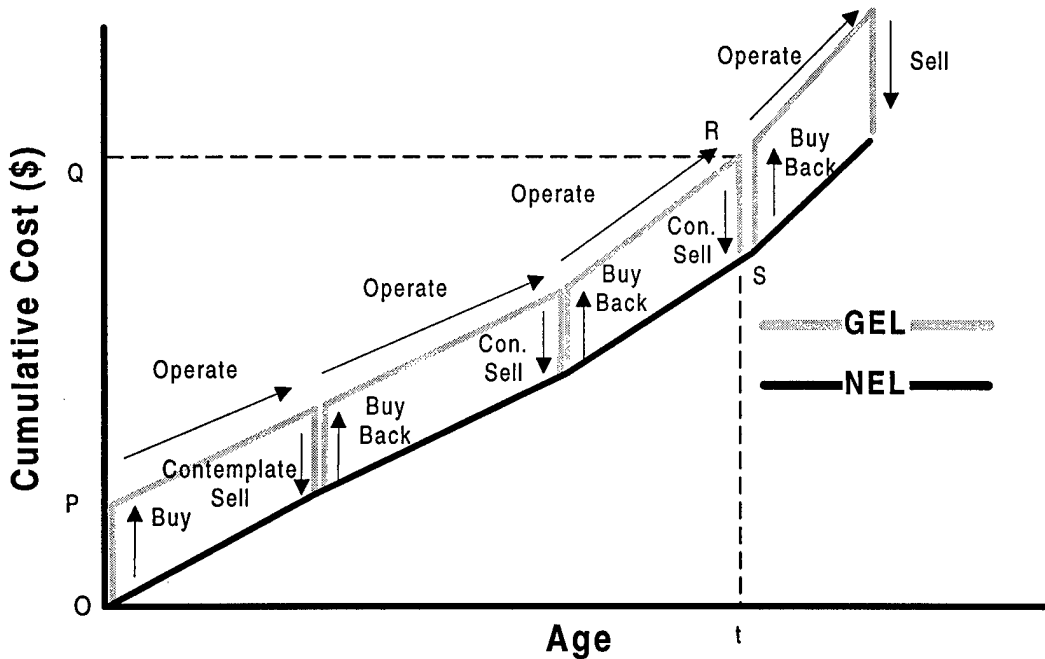 Operate
Sell
R
Buy
Back
Q
Operate
Con.
Sell
S
Buy
Back
Operate
GEL
Con.
Sell
NEL
Operate
Buy
Back
Contemplate
Sell
P
Buy
O
Age
t
Cumulative Cost ($)